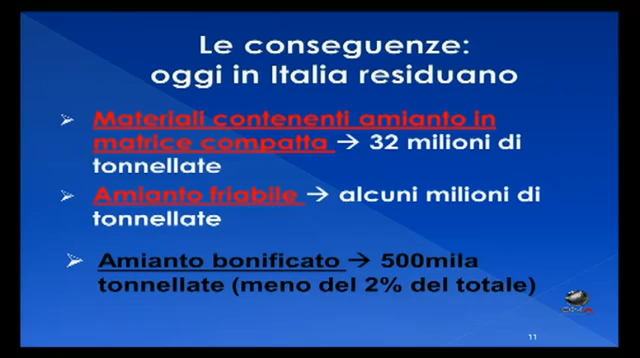 Le conseguenze:
oggi in Italia residuano
Materiali contenenti amianto in
matrice compatta → 32 milioni di
tonnellate
Amianto friabile → alcuni milioni di
tonnellate
Amianto bonificato → 500mila
tonnellate (meno del 2% del totale)
11